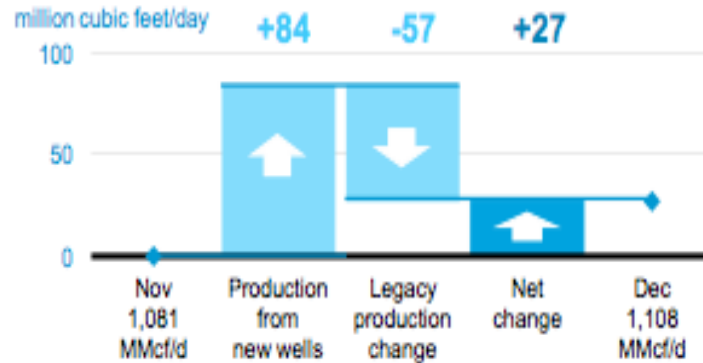 million cubic feet/day
+84 -57 +27
100
50
0
Nov 1,081 MMcf/d
Production from new wells
Legacy production change
Net change
Dec 1,108 MMcf/d